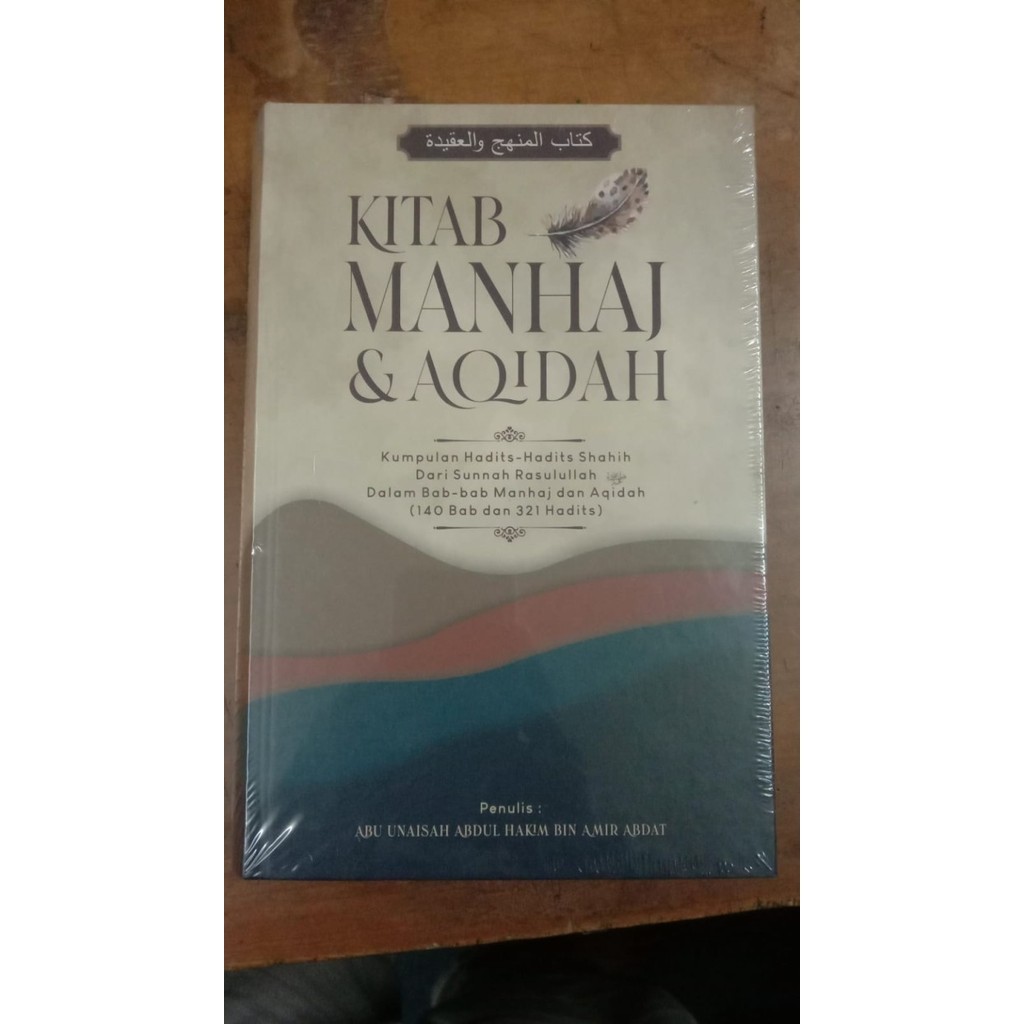 كتاب المنهج والعقيدة
KITAB
MANHAJ
& AQIDAH
Kumpulan Hadits-Hadits Shahih
Dari Sunnah Rasulullah
Dalam Bab-bab Manhaj dan Aqidah
(140 Bab dan 321 Hadits)
Penulis :
ABU UNAISAH ABDUL HAKIM BIN AMIR ABDAT